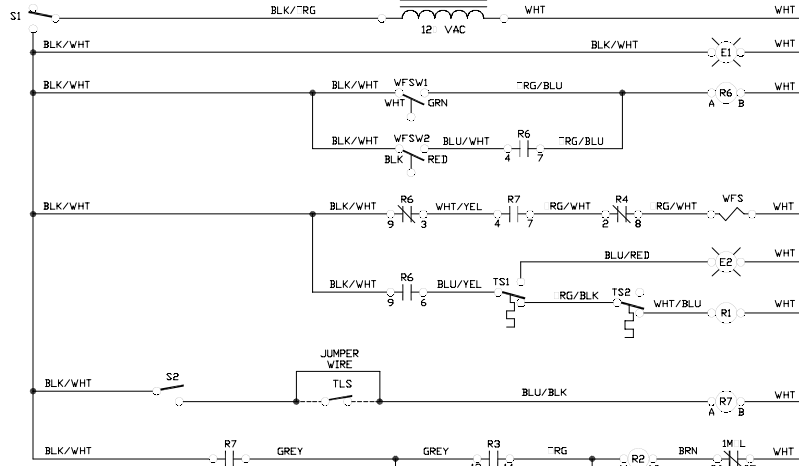 S1 BLK/ RG WHT WHT
12 VAC
BLK/WHT BLK/WHT E1 WHT
BLK/WHT BLK/WHT WFSW1 RG/BLU R6 WHT
WHT GRN A B
BLK/WHT WFSW2 BLU/WHT R6 RG/BLU
BLK RED 4 7
BLK/WHT BLK/WHT R6 WHT/YEL R7 RG/WHT R4 RG/WHT WFS WHT
9 3 4 7 2 8
BLU/RED E2 WHT
BLK/WHT R6 BLU/YEL TS1 RG/BLK TS2 WHT/BLU R1 WHT
9 6
JUMPER
WIRE
BLK/WHT S2 TLS BLU/BLK R7 WHT
A B
BLK/WHT R7 GREY GREY R3 RG R2 BRN 1M L WHT